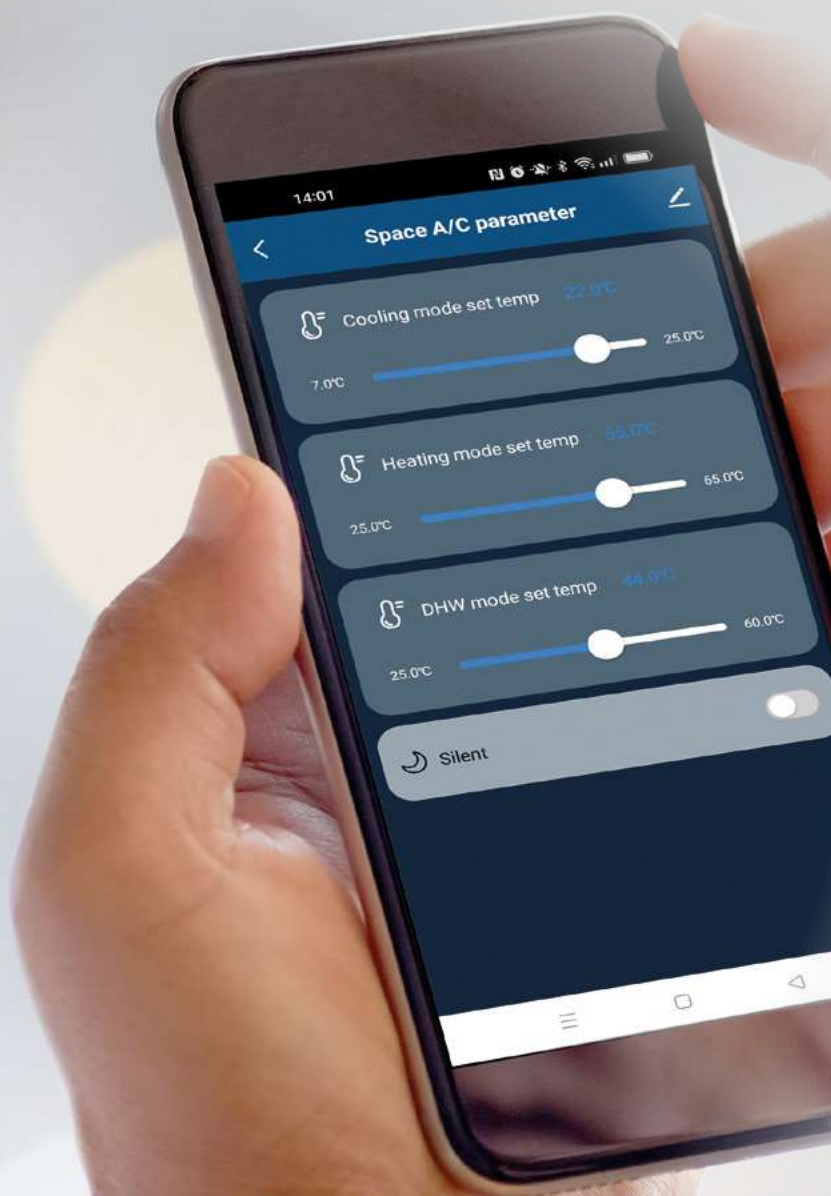 14:01
Space A/C parameter
Cooling mode set temp 22.0℃
7.0℃ 25.0℃
Heating mode set temp 55.0℃
25.0℃ 65.0℃
DHW mode set temp 44.0℃
25.0℃ 60.0℃
Silent